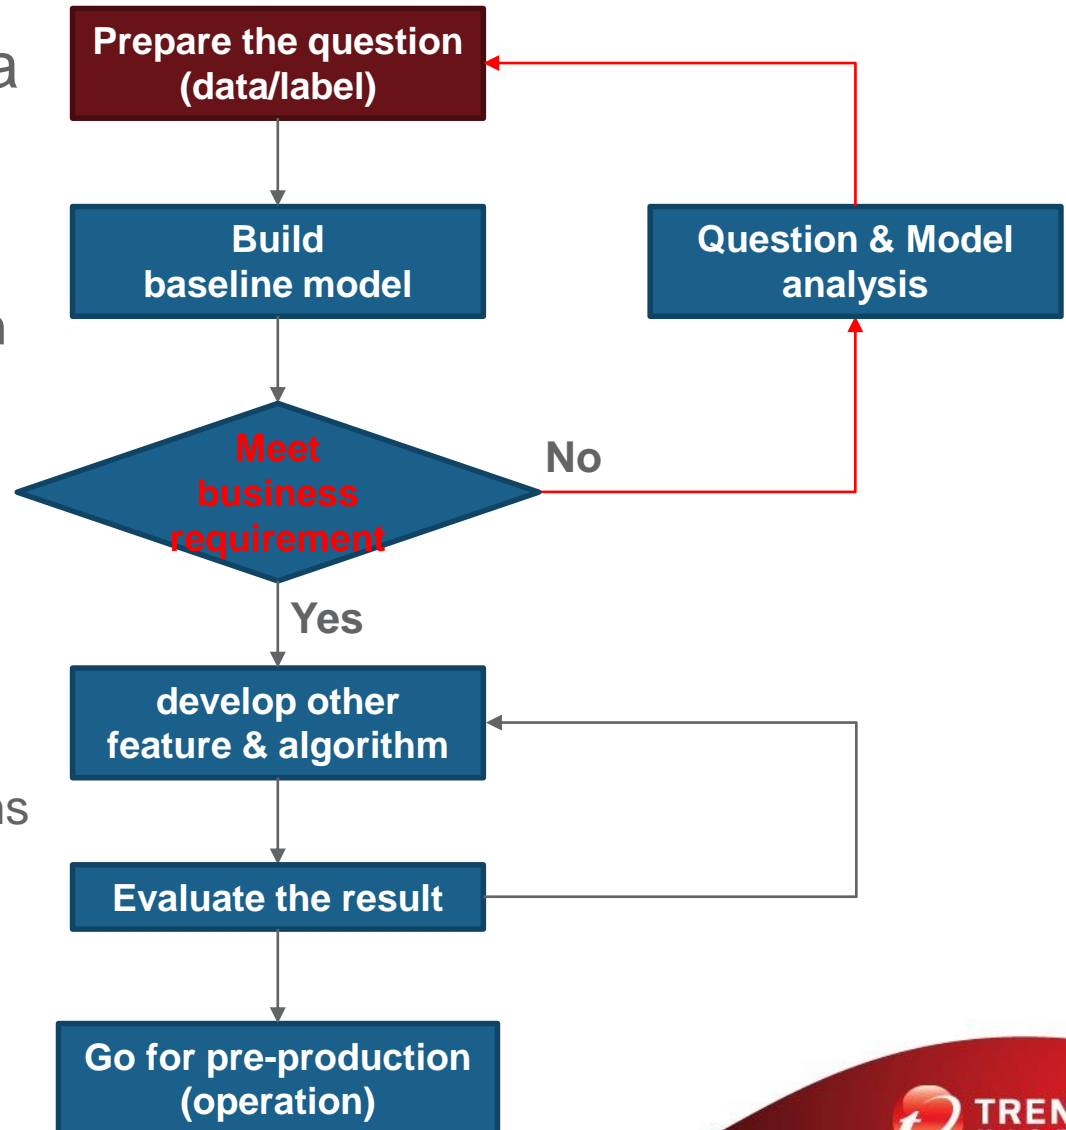 Prepare the question
(data/label)
Build
baseline model
Question & Model
analysis
Meet
business
requirement
No
Yes
develop other
feature & algorithm
Evaluate the result
Go for pre-production
(operation)